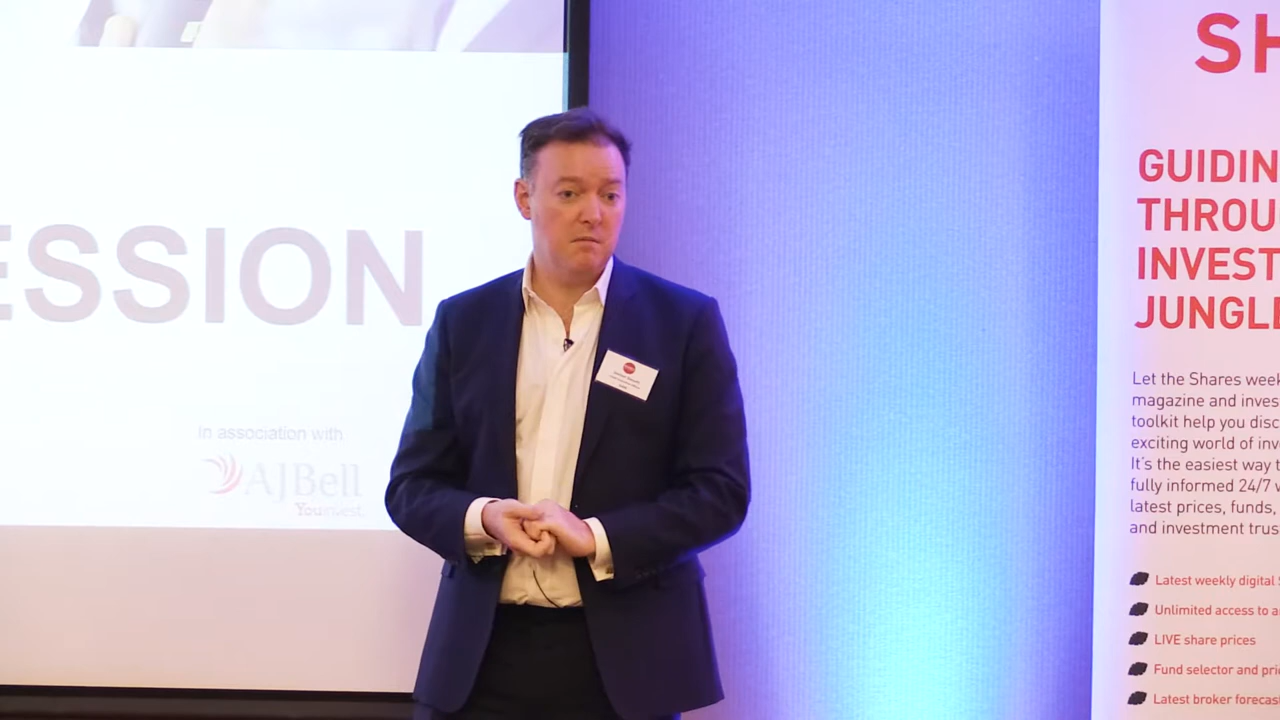 ESSION
In association with
AJBell
Youinvest
SH
GUIDIN
THROU
INVEST
JUNGL
Let the Shares week
magazine and inves
toolkit help you disc
exciting world of inv
It's the easiest way t
fully informed 24/7 w
latest prices, funds,
and investment trus
Latest weekly digital
Unlimited access to a
LIVE share prices
Fund selector and pri
Latest broker forecas